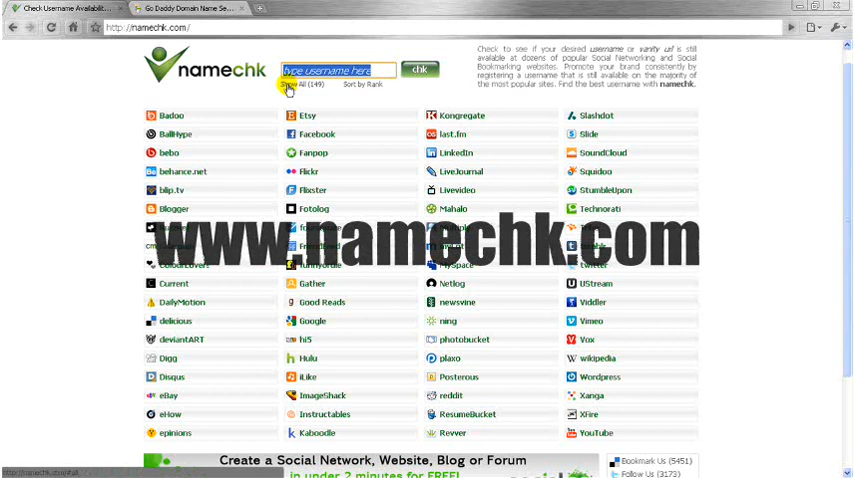 Check Username Availabilit...
Go Daddy Domain Name Se...
http://namechk.com/
namechk
type username here
chk
Show All (149)
Sort by Rank
Check to see if your desired username or vanity url is still
available at dozens of popular Social Networking and Social
Bookmarking websites. Promote your brand consistently by
registering a username that is still available on the majority of
the most popular sites. Find the best username with namechk.
Badoo
Etsy
Kongregate
Slashdot
BallHype
Facebook
last.fm
Slide
bebo
Fanpop
LinkedIn
SoundCloud
behance.net
Flickr
LiveJournal
Squidoo
blip.tv
Flixster
Livevideo
StumbleUpon
Blogger
Fotolog
Mahalo
Technorati
www.namechk.com
FriendFeed
ColourLovers
funnyordie
MySpace
twitter
Current
Gather
Netlog
UStream
DailyMotion
Good Reads
newsvine
Viddler
delicious
Google
ning
Vimeo
deviantART
hi5
photobucket
Vox
Digg
Hulu
plaxo
wikipedia
Disqus
iLike
Posterous
Wordpress
eBay
ImageShack
reddit
Xanga
eHow
Instructables
ResumeBucket
XFire
epinions
Kaboodle
Revver
YouTube
Create a Social Network, Website, Blog or Forum
in under 2 minutes for FREE!
Bookmark Us (5451)
Follow Us (3173)
http://namechk.com/#all